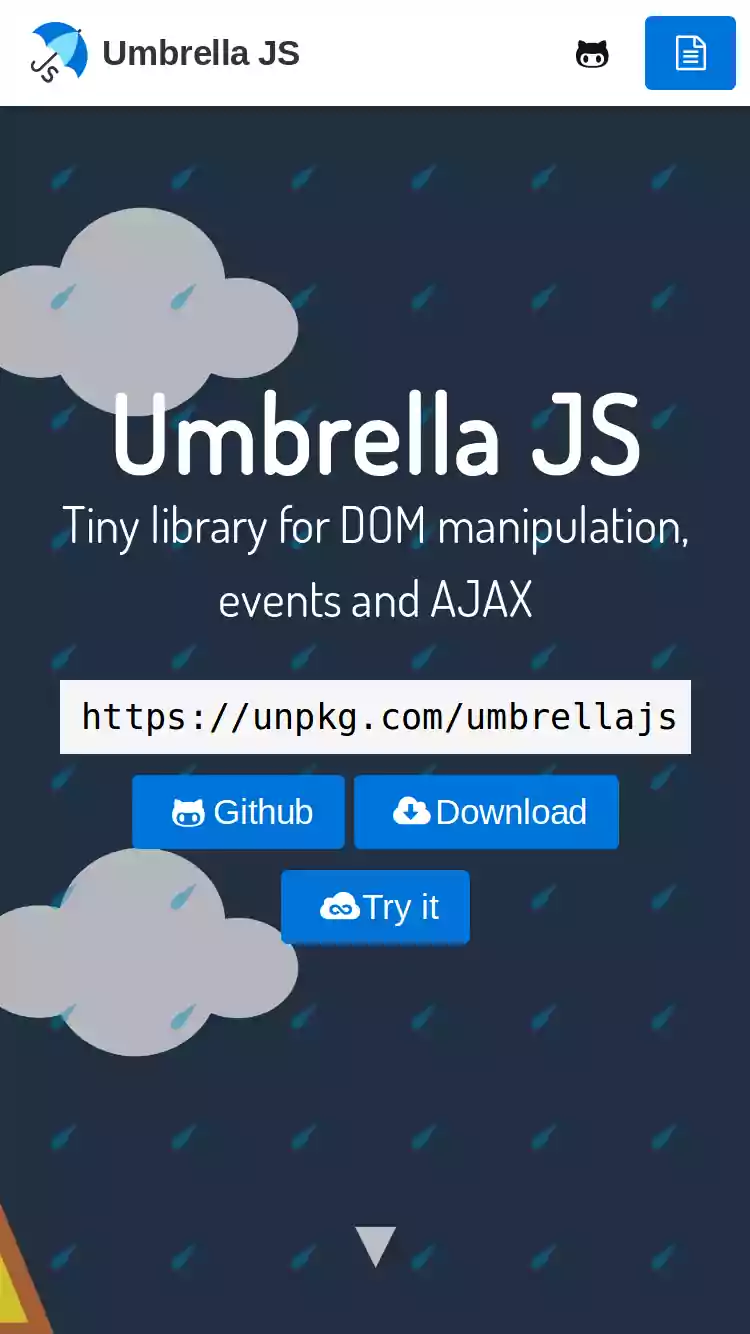 Umbrella JS
Umbrella JS
Tiny library for DOM manipulation,
events and AJAX
https://unpkg.com/umbrellajs
Github
Download
Try it